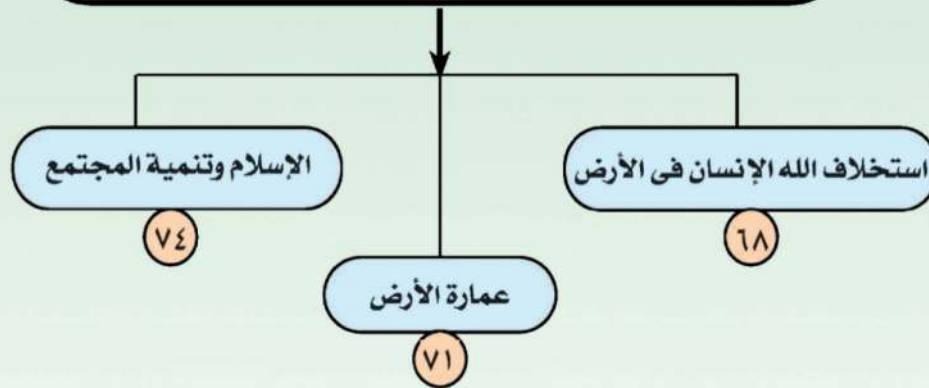 استخلاف الله الإنسان فى الأرض
٦٨
عمارة الأرض
٧١
الإسلام وتنمية المجتمع
٧٤